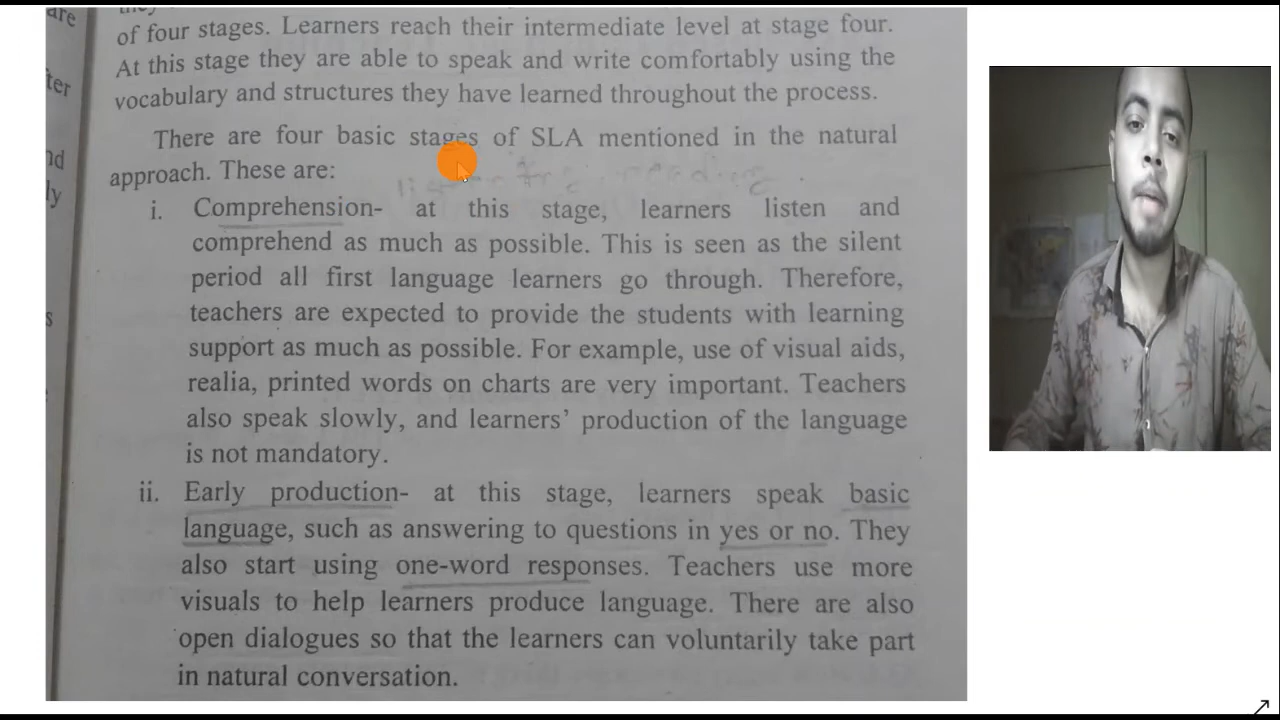 are
ter
nd
ly
s
of four stages. Learners reach their intermediate level at stage four.
At this stage they are able to speak and write comfortably using the
vocabulary and structures they have learned throughout the process.
There are four basic stages of SLA mentioned in the natural
approach. These are:
i. Comprehension- at this stage, learners listen and
comprehend as much as possible. This is seen as the silent
period all first language learners go through. Therefore,
teachers are expected to provide the students with learning
support as much as possible. For example, use of visual aids,
realia, printed words on charts are very important. Teachers
also speak slowly, and learners' production of the language
is not mandatory.
ii. Early production- at this stage, learners speak basic
language, such as answering to questions in yes or no. They
also start using one-word responses. Teachers use more
visuals to help learners produce language. There are also
open dialogues so that the learners can voluntarily take part
in natural conversation.